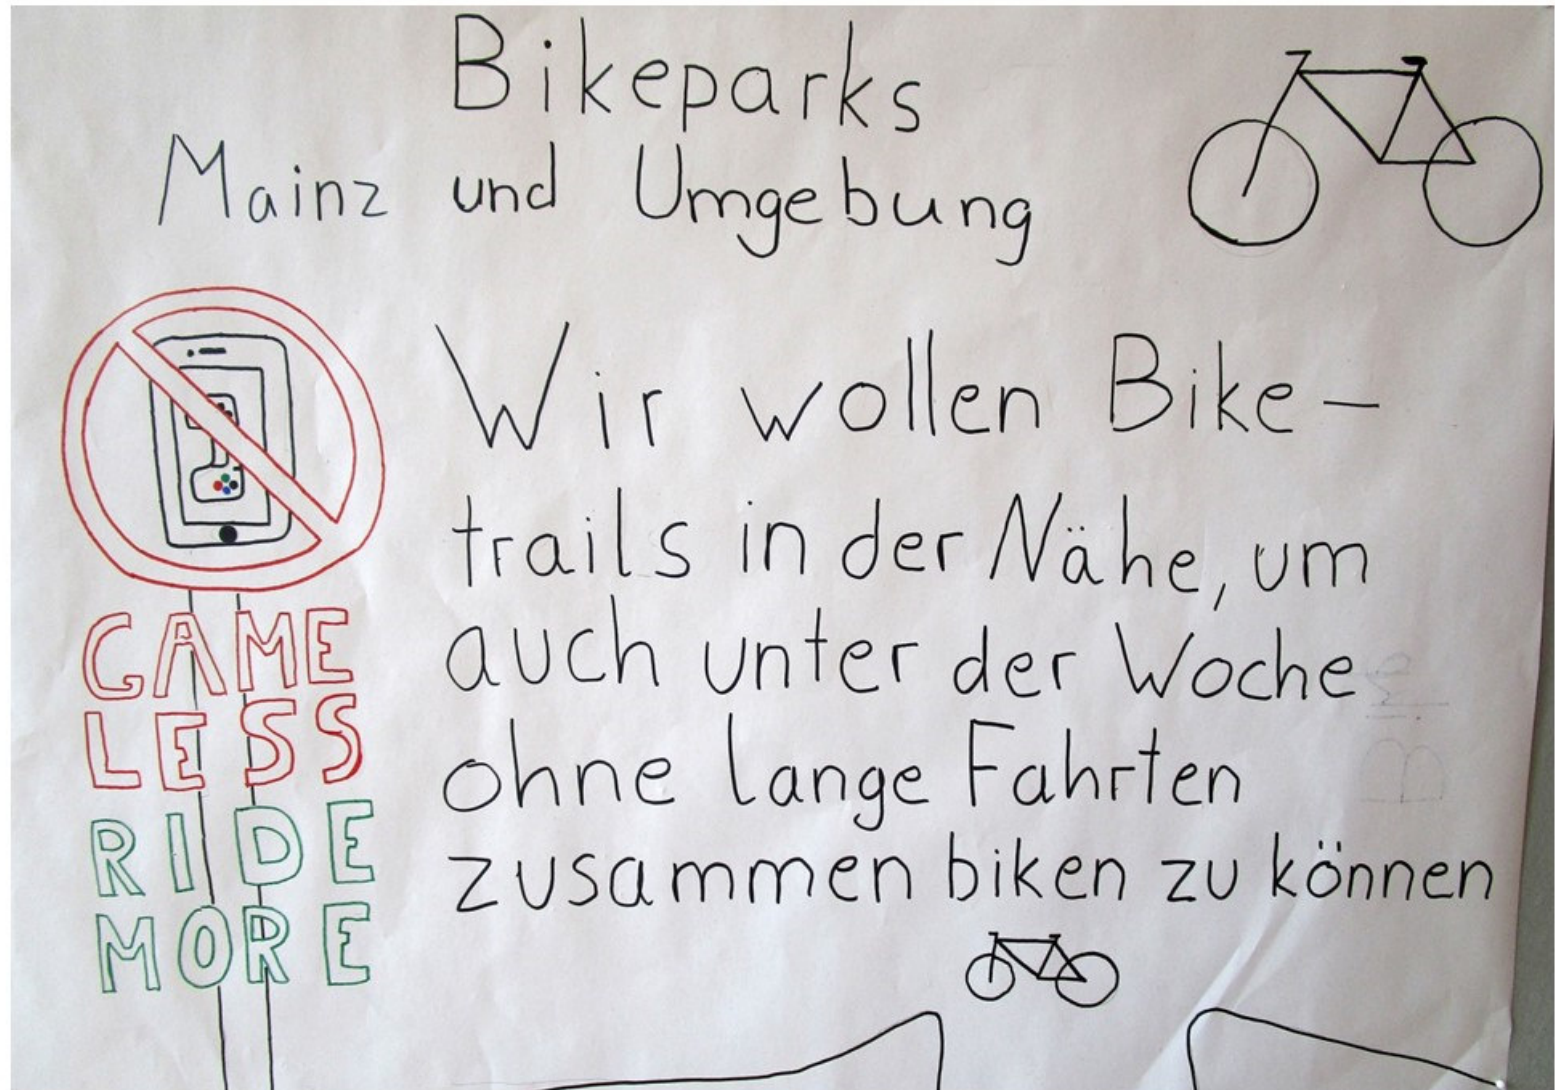 Bikeparks
Mainz und Umgebung
Wir wollen Bike-
trails in der Nähe, um
auch unter der Woche
ohne lange Fahrten
zusammen biken zu können
GAME
LESS
RIDE
MORE